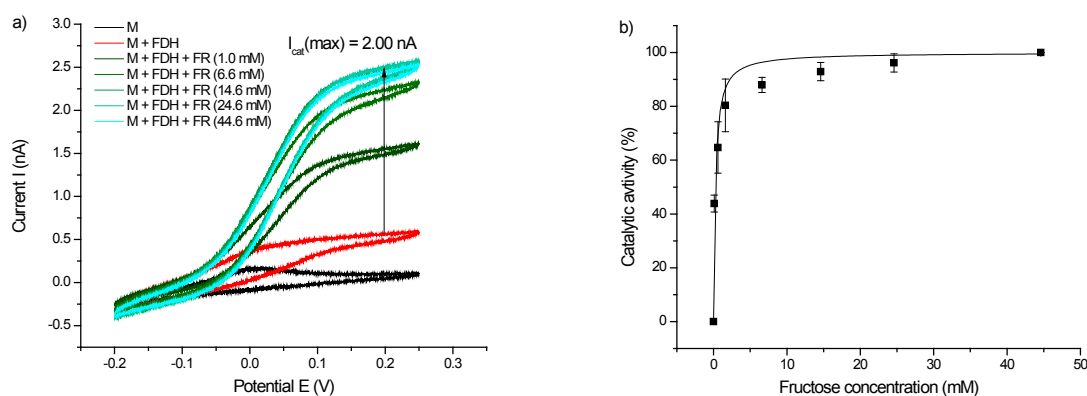 a)
M
M + FDH
M + FDH + FR (1.0 mM)
M + FDH + FR (6.6 mM)
M + FDH + FR (14.6 mM)
M + FDH + FR (24.6 mM)
M + FDH + FR (44.6 mM)
I_cat(max) = 2.00 nA
3.0
2.5
2.0
1.5
1.0
0.5
0.0
-0.5
Current I (nA)
-0.2 -0.1 0.0 0.1 0.2 0.3
Potential E (V)
b)
100
80
60
40
20
0
Catalytic avtivity (%)
0 10 20 30 40 50
Fructose concentration (mM)